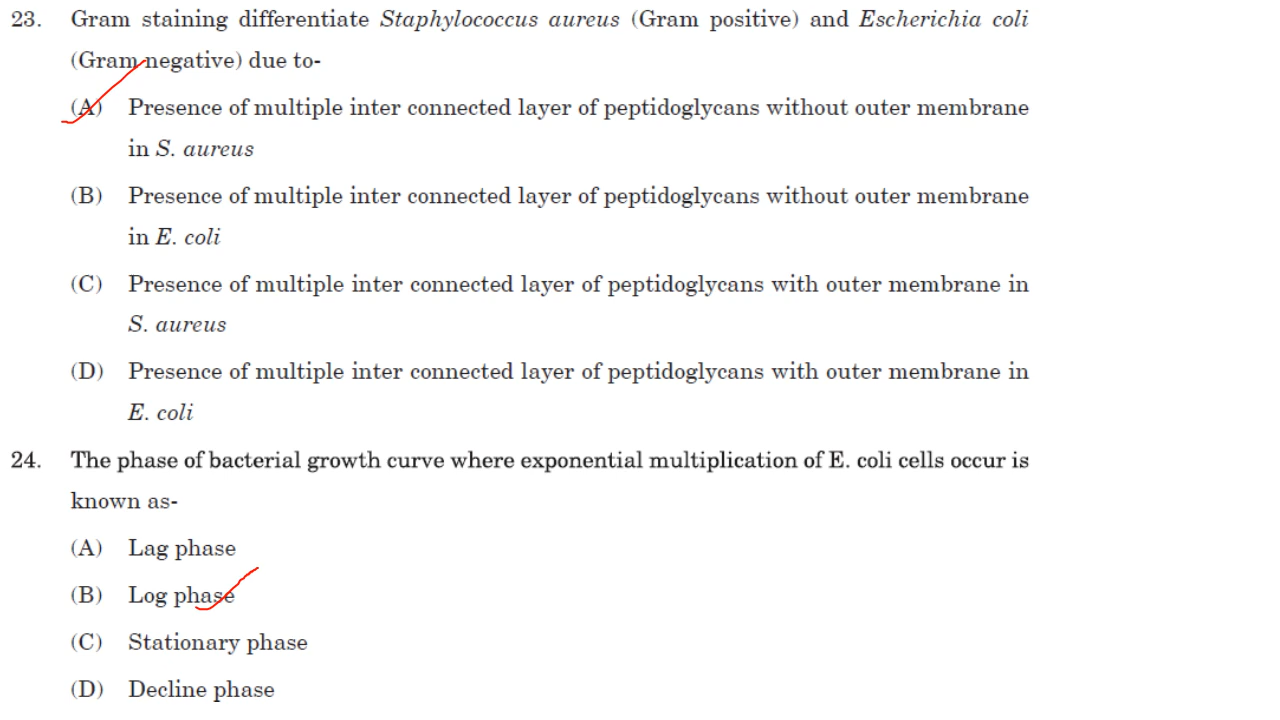 23. Gram staining differentiate Staphylococcus aureus (Gram positive) and Escherichia coli
(Gram negative) due to-
(A) Presence of multiple inter connected layer of peptidoglycans without outer membrane
in S. aureus
(B) Presence of multiple inter connected layer of peptidoglycans without outer membrane
in E. coli
(C) Presence of multiple inter connected layer of peptidoglycans with outer membrane in
S. aureus
(D) Presence of multiple inter connected layer of peptidoglycans with outer membrane in
E. coli
24. The phase of bacterial growth curve where exponential multiplication of E. coli cells occur is
known as-
(A) Lag phase
(B) Log phase
(C) Stationary phase
(D) Decline phase